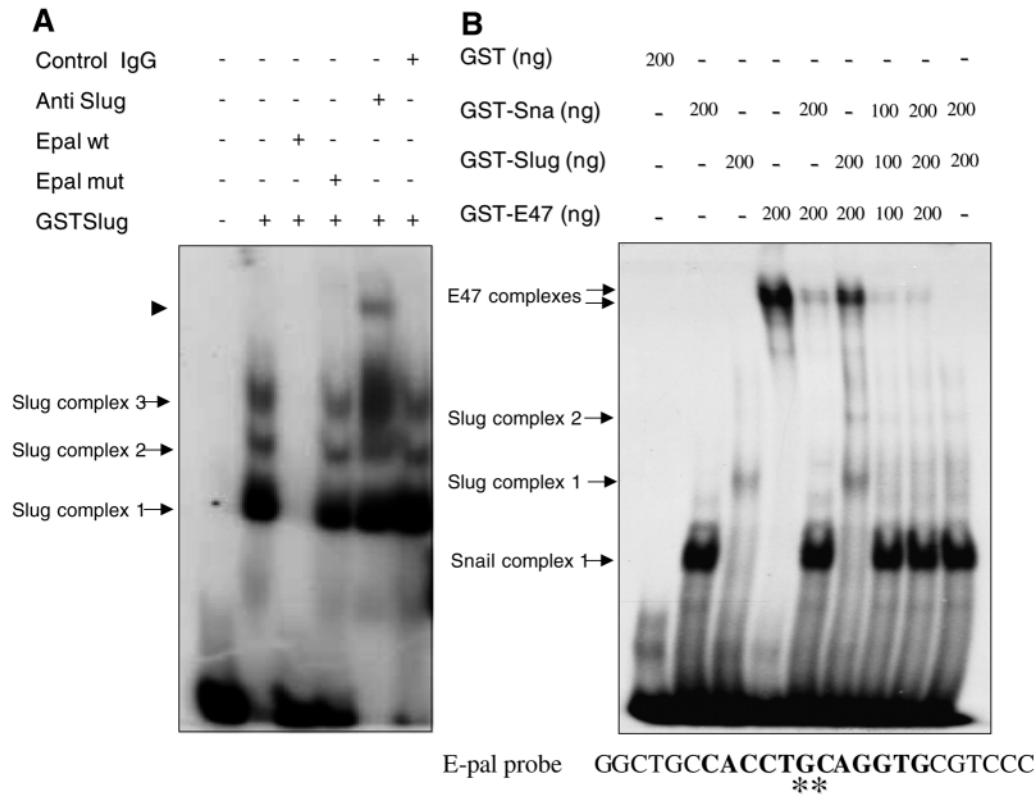 A
Control IgG - - - - - +
Anti Slug - - - - + -
Epal wt - - + - - -
Epal mut - - - + - -
GSTSlug - + + + + +
Slug complex 3
Slug complex 2
Slug complex 1
B
GST (ng) 200 - - - - - - - -
GST-Sna (ng) - 200 - - 200 - 100 200 200
GST-Slug (ng) - - 200 - - 200 100 200 200
GST-E47 (ng) - - - 200 200 200 100 200 -
E47 complexes
Slug complex 2
Slug complex 1
Snail complex 1
E-pal probe GGCTGCCACCTGCAGGTGCGTCCC
**